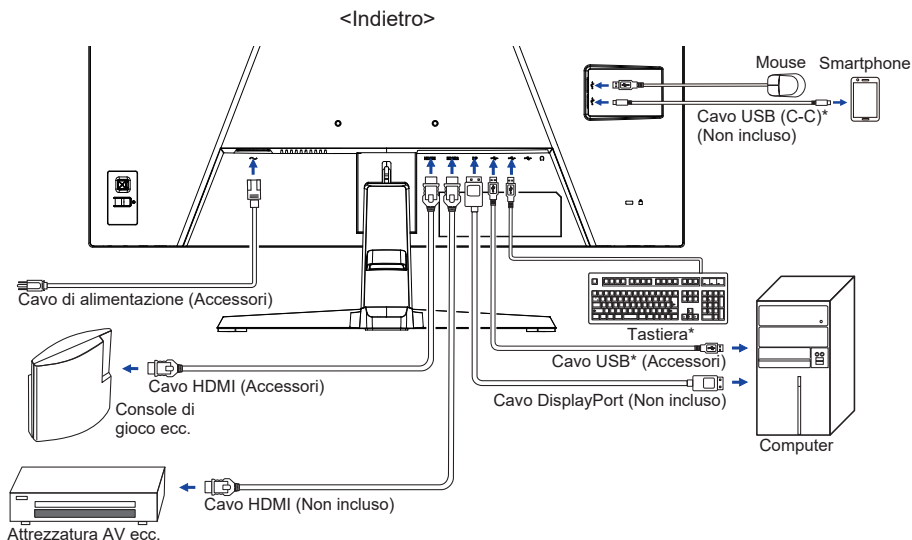 <Indietro>
Mouse
Smartphone
Cavo USB (C-C)*
(Non incluso)
Cavo di alimentazione (Accessori)
Tastiera*
Cavo USB* (Accessori)
Cavo HDMI (Accessori)
Cavo DisplayPort (Non incluso)
Console di
gioco ecc.
Computer
Cavo HDMI (Non incluso)
Attrezzatura AV ecc.